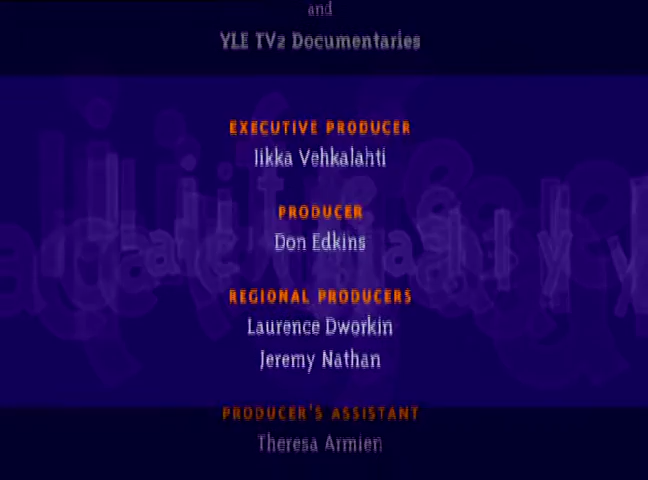 and
YLE TV2 Documentaries
EXECUTIVE PRODUCER
Iikka Vehkalahti
PRODUCER
Don Edkins
REGIONAL PRODUCERS
Laurence Dworkin
Jeremy Nathan
PRODUCER'S ASSISTANT
Theresa Armien